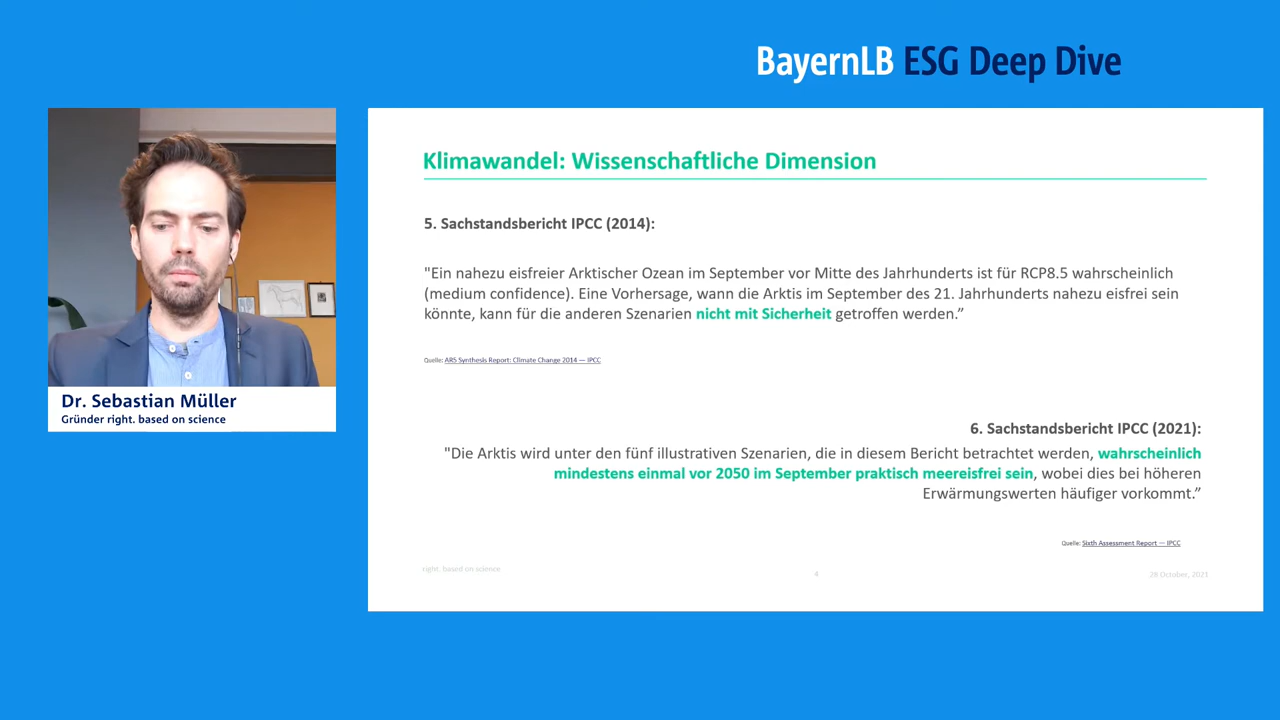 BayernLB ESG Deep Dive
Dr. Sebastian Müller
Gründer right. based on science
Klimawandel: Wissenschaftliche Dimension
5. Sachstandsbericht IPCC (2014):
"Ein nahezu eisfreier Arktischer Ozean im September vor Mitte des Jahrhunderts ist für RCP8.5 wahrscheinlich
(medium confidence). Eine Vorhersage, wann die Arktis im September des 21. Jahrhunderts nahezu eisfrei sein
könnte, kann für die anderen Szenarien nicht mit Sicherheit getroffen werden.”
Quelle: AR5 Synthesis Report: Climate Change 2014 — IPCC
6. Sachstandsbericht IPCC (2021):
"Die Arktis wird unter den fünf illustrativen Szenarien, die in diesem Bericht betrachtet werden, wahrscheinlich
mindestens einmal vor 2050 im September praktisch meereisfrei sein, wobei dies bei höheren
Erwärmungswerten häufiger vorkommt.”
Quelle: Sixth Assessment Report — IPCC
right. based on science
4
28 October, 2021